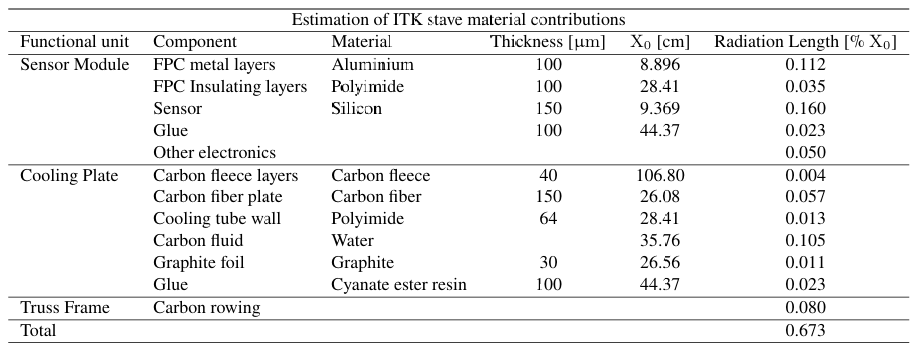 Estimation of ITK stave material contributions
Functional unit Component Material Thickness [μm] X₀ [cm] Radiation Length [% X₀]
Sensor Module FPC metal layers Aluminium 100 8.896 0.112
FPC Insulating layers Polyimide 100 28.41 0.035
Sensor Silicon 150 9.369 0.160
Glue 100 44.37 0.023
Other electronics 0.050
Cooling Plate Carbon fleece layers Carbon fleece 40 106.80 0.004
Carbon fiber plate Carbon fiber 150 26.08 0.057
Cooling tube wall Polyimide 64 28.41 0.013
Carbon fluid Water 35.76 0.105
Graphite foil Graphite 30 26.56 0.011
Glue Cyanate ester resin 100 44.37 0.023
Truss Frame Carbon rowing 0.080
Total 0.673